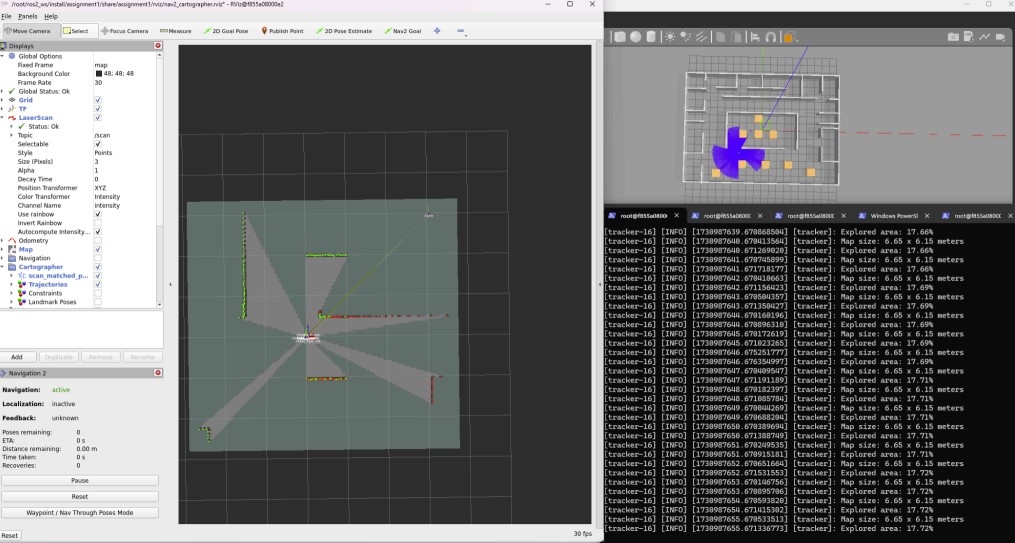 /root/ros2_ws/install/assignment1/share/assignment1/rviz/nav2_cartographer.rviz* - RViz@f855a08000e2
File Panels Help
Move Camera Select Focus Camera Measure 2D Goal Pose Publish Point 2D Pose Estimate Nav2 Goal
Displays
Global Options
Fixed Frame map
Background Color 48; 48; 48
Frame Rate 30
Global Status: Ok
Grid
TF
LaserScan
Status: Ok
Topic /scan
Selectable
Style Points
Size (Pixels) 3
Alpha 1
Decay Time 0
Position Transformer XYZ
Color Transformer Intensity
Channel Name intensity
Use rainbow
Invert Rainbow
Autocompute Intensity...
Odometry
Map
Navigation
Cartographer
scan_matched_p...
Trajectories
Constraints
Landmark Poses
Add Duplicate Remove Rename
Navigation 2
Navigation: active
Localization: inactive
Feedback: unknown
Poses remaining: 0
ETA: 0 s
Distance remaining: 0.00 m
Time taken: 0 s
Recoveries: 0
Pause
Reset
Waypoint / Nav Through Poses Mode
Reset
30 fps
root@f855a0800 root@f855a0800 root@f855a0800 Windows PowerSl root@f855a0800
[tracker-16] [INFO] [1730987639.670868504] [tracker]: Explored area: 17.66%
[tracker-16] [INFO] [1730987640.670413564] [tracker]: Map size: 6.65 x 6.15 meters
[tracker-16] [INFO] [1730987640.671269020] [tracker]: Explored area: 17.66%
[tracker-16] [INFO] [1730987641.670745899] [tracker]: Map size: 6.65 x 6.15 meters
[tracker-16] [INFO] [1730987641.671718177] [tracker]: Explored area: 17.66%
[tracker-16] [INFO] [1730987642.670410663] [tracker]: Map size: 6.65 x 6.15 meters
[tracker-16] [INFO] [1730987642.671156423] [tracker]: Explored area: 17.69%
[tracker-16] [INFO] [1730987643.670504357] [tracker]: Map size: 6.65 x 6.15 meters
[tracker-16] [INFO] [1730987643.671350427] [tracker]: Explored area: 17.69%
[tracker-16] [INFO] [1730987644.670160196] [tracker]: Map size: 6.65 x 6.15 meters
[tracker-16] [INFO] [1730987644.670896310] [tracker]: Explored area: 17.69%
[tracker-16] [INFO] [1730987645.670172619] [tracker]: Map size: 6.65 x 6.15 meters
[tracker-16] [INFO] [1730987645.671023265] [tracker]: Explored area: 17.69%
[tracker-16] [INFO] [1730987646.675251777] [tracker]: Map size: 6.65 x 6.15 meters
[tracker-16] [INFO] [1730987646.676354997] [tracker]: Explored area: 17.69%
[tracker-16] [INFO] [1730987647.670409547] [tracker]: Map size: 6.65 x 6.15 meters
[tracker-16] [INFO] [1730987647.671191189] [tracker]: Explored area: 17.71%
[tracker-16] [INFO] [1730987648.670182397] [tracker]: Map size: 6.65 x 6.15 meters
[tracker-16] [INFO] [1730987648.671085784] [tracker]: Explored area: 17.71%
[tracker-16] [INFO] [1730987649.670044269] [tracker]: Map size: 6.65 x 6.15 meters
[tracker-16] [INFO] [1730987649.670688204] [tracker]: Explored area: 17.71%
[tracker-16] [INFO] [1730987650.670389694] [tracker]: Map size: 6.65 x 6.15 meters
[tracker-16] [INFO] [1730987650.671388749] [tracker]: Explored area: 17.71%
[tracker-16] [INFO] [1730987651.670249535] [tracker]: Map size: 6.65 x 6.15 meters
[tracker-16] [INFO] [1730987651.670915181] [tracker]: Explored area: 17.71%
[tracker-16] [INFO] [1730987652.670651664] [tracker]: Map size: 6.65 x 6.15 meters
[tracker-16] [INFO] [1730987652.671531553] [tracker]: Explored area: 17.72%
[tracker-16] [INFO] [1730987653.670146756] [tracker]: Map size: 6.65 x 6.15 meters
[tracker-16] [INFO] [1730987653.670895706] [tracker]: Explored area: 17.72%
[tracker-16] [INFO] [1730987654.670593820] [tracker]: Map size: 6.65 x 6.15 meters
[tracker-16] [INFO] [1730987654.671415302] [tracker]: Explored area: 17.72%
[tracker-16] [INFO] [1730987655.670533513] [tracker]: Map size: 6.65 x 6.15 meters
[tracker-16] [INFO] [1730987655.671336773] [tracker]: Explored area: 17.72%